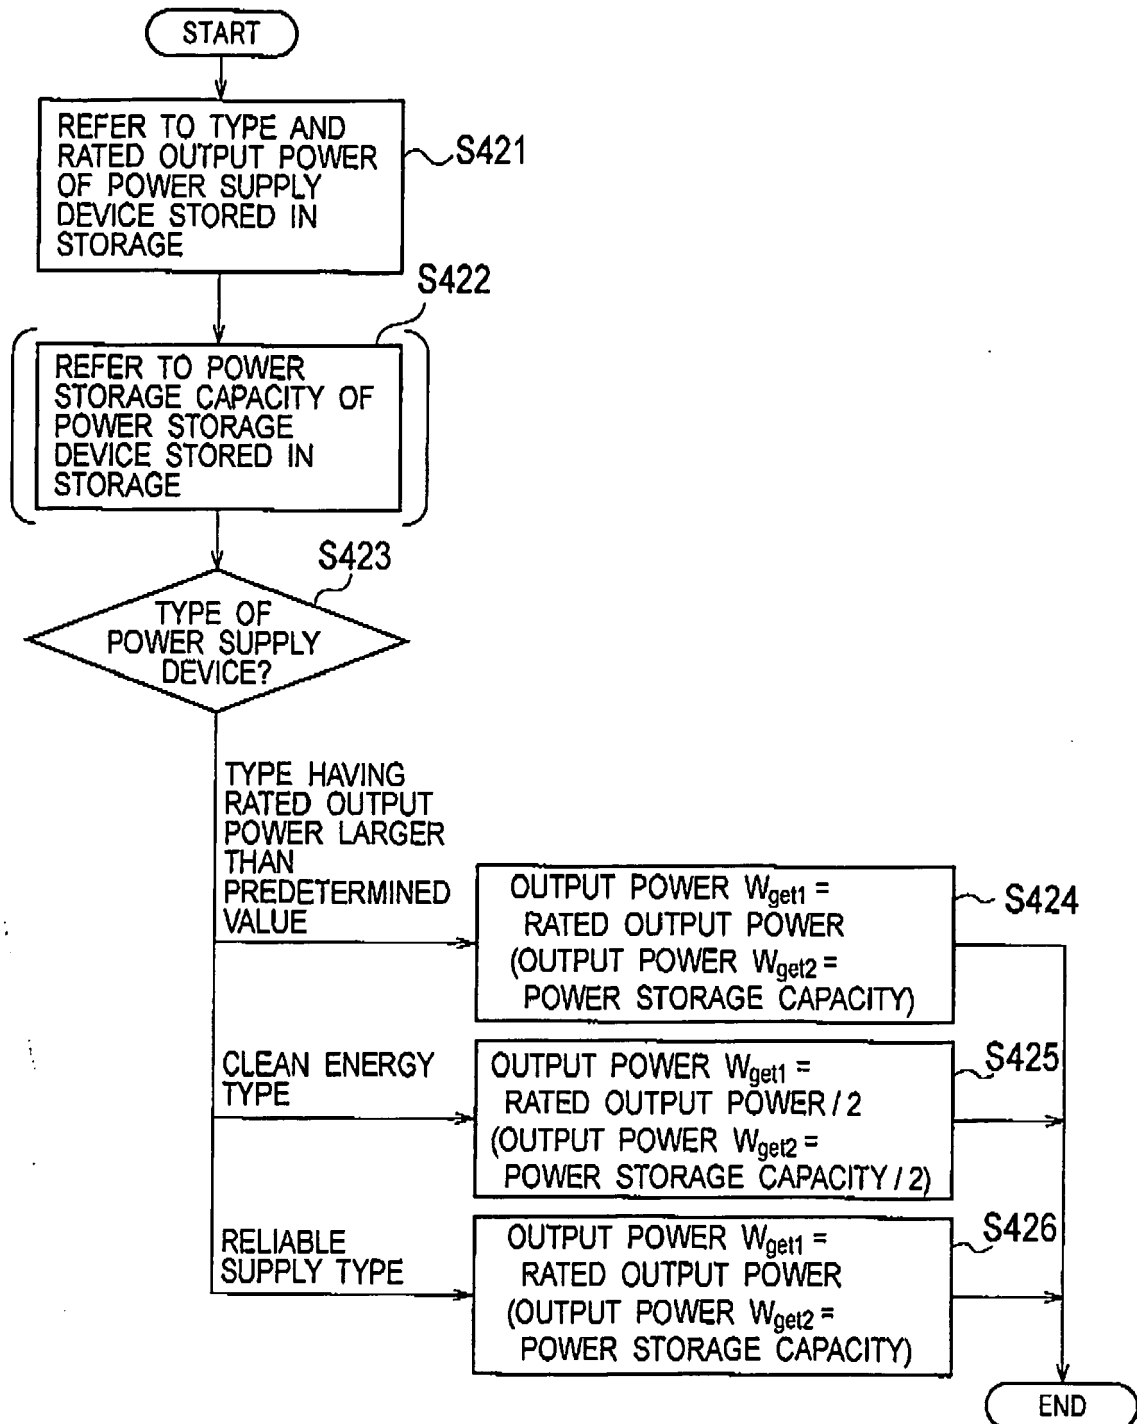 START
REFER TO TYPE AND
RATED OUTPUT POWER
OF POWER SUPPLY
DEVICE STORED IN
STORAGE
S421
S422
REFER TO POWER
STORAGE CAPACITY OF
POWER STORAGE
DEVICE STORED IN
STORAGE
S423
TYPE OF
POWER SUPPLY
DEVICE?
TYPE HAVING
RATED OUTPUT
POWER LARGER
THAN
PREDETERMINED
VALUE
OUTPUT POWER Wget1 =
RATED OUTPUT POWER
(OUTPUT POWER Wget2 =
POWER STORAGE CAPACITY)
S424
CLEAN ENERGY
TYPE
OUTPUT POWER Wget1 =
RATED OUTPUT POWER / 2
(OUTPUT POWER Wget2 =
POWER STORAGE CAPACITY / 2)
S425
RELIABLE
SUPPLY TYPE
OUTPUT POWER Wget1 =
RATED OUTPUT POWER
(OUTPUT POWER Wget2 =
POWER STORAGE CAPACITY)
S426
END